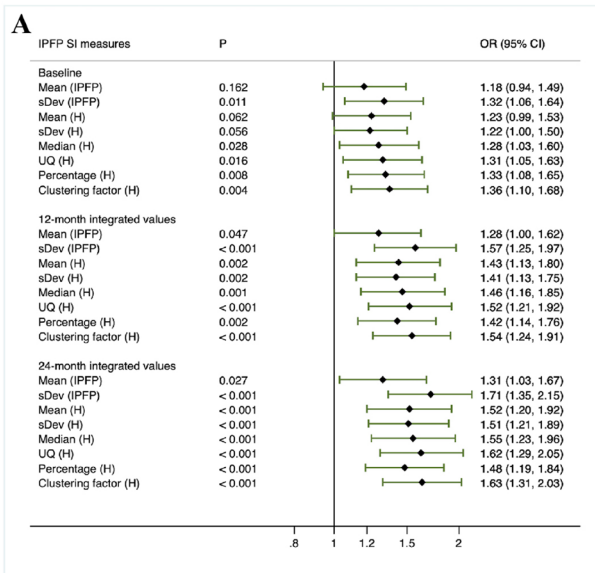 A
IPFP SI measures P OR (95% CI)
Baseline
Mean (IPFP) 0.162 1.18 (0.94, 1.49)
sDev (IPFP) 0.011 1.32 (1.06, 1.64)
Mean (H) 0.062 1.23 (0.99, 1.53)
sDev (H) 0.056 1.22 (1.00, 1.50)
Median (H) 0.028 1.28 (1.03, 1.60)
UQ (H) 0.016 1.31 (1.05, 1.63)
Percentage (H) 0.008 1.33 (1.08, 1.65)
Clustering factor (H) 0.004 1.36 (1.10, 1.68)
12-month integrated values
Mean (IPFP) 0.047 1.28 (1.00, 1.62)
sDev (IPFP) < 0.001 1.57 (1.25, 1.97)
Mean (H) 0.002 1.43 (1.13, 1.80)
sDev (H) 0.002 1.41 (1.13, 1.75)
Median (H) 0.001 1.46 (1.16, 1.85)
UQ (H) < 0.001 1.52 (1.21, 1.92)
Percentage (H) 0.002 1.42 (1.14, 1.76)
Clustering factor (H) < 0.001 1.54 (1.24, 1.91)
24-month integrated values
Mean (IPFP) 0.027 1.31 (1.03, 1.67)
sDev (IPFP) < 0.001 1.71 (1.35, 2.15)
Mean (H) < 0.001 1.52 (1.20, 1.92)
sDev (H) < 0.001 1.51 (1.21, 1.89)
Median (H) < 0.001 1.55 (1.23, 1.96)
UQ (H) < 0.001 1.62 (1.29, 2.05)
Percentage (H) < 0.001 1.48 (1.19, 1.84)
Clustering factor (H) < 0.001 1.63 (1.31, 2.03)
.8 1 1.2 1.5 2